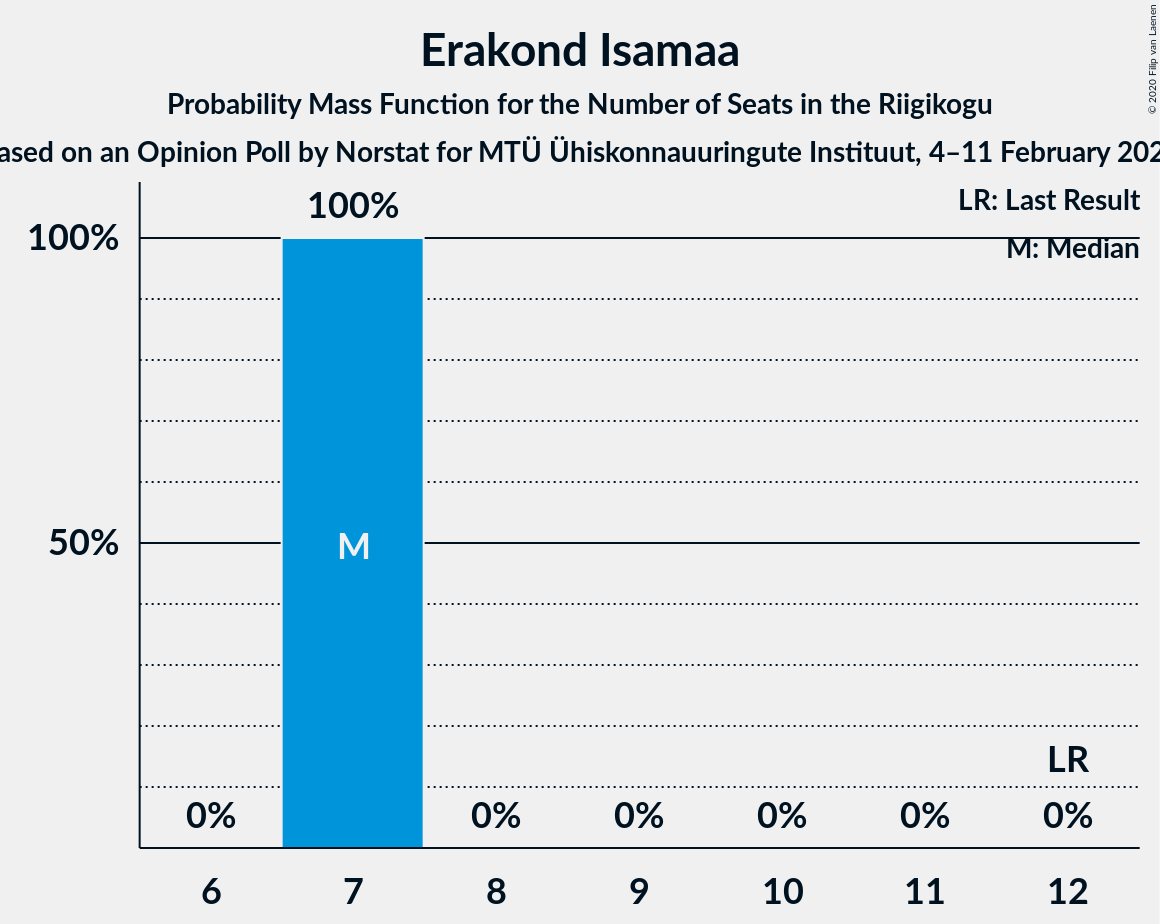 Erakond Isamaa
Probability Mass Function for the Number of Seats in the Riigikogu
ased on an Opinion Poll by Norstat for MTÜ Ühiskonnauuringute Instituut, 4–11 February 202
© 2020 Filip van Laenen
LR: Last Result
M: Median
100%
100%
50%
M
LR
0% 0% 0% 0% 0% 0%
6 7 8 9 10 11 12